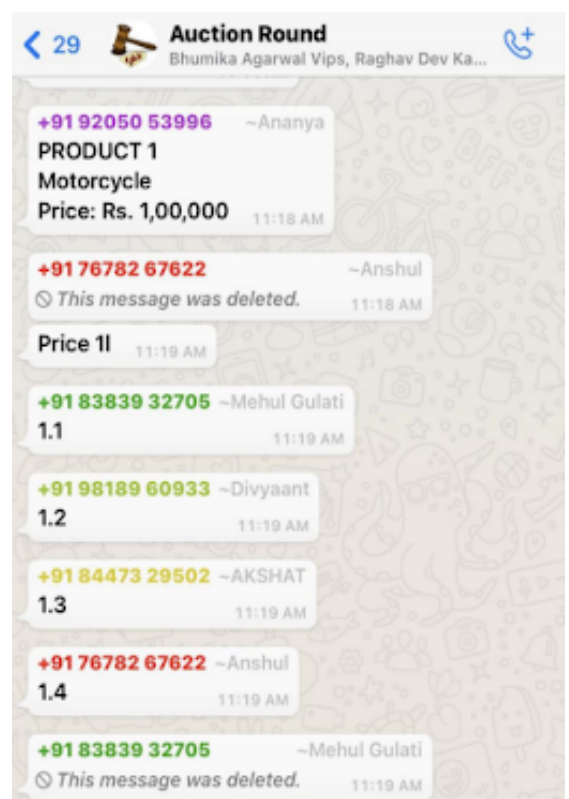 29
Auction Round
Bhumika Agarwal Vips, Raghav Dev Ka...
+91 92050 53996 ~Ananya
PRODUCT 1
Motorcycle
Price: Rs. 1,00,000 11:18 AM
+91 76782 67622 ~Anshul
This message was deleted. 11:18 AM
Price 1l 11:19 AM
+91 83839 32705 ~Mehul Gulati
1.1 11:19 AM
+91 98189 60933 ~Divyaant
1.2 11:19 AM
+91 84473 29502 ~AKSHAT
1.3 11:19 AM
+91 76782 67622 ~Anshul
1.4 11:19 AM
+91 83839 32705 ~Mehul Gulati
This message was deleted. 11:19 AM